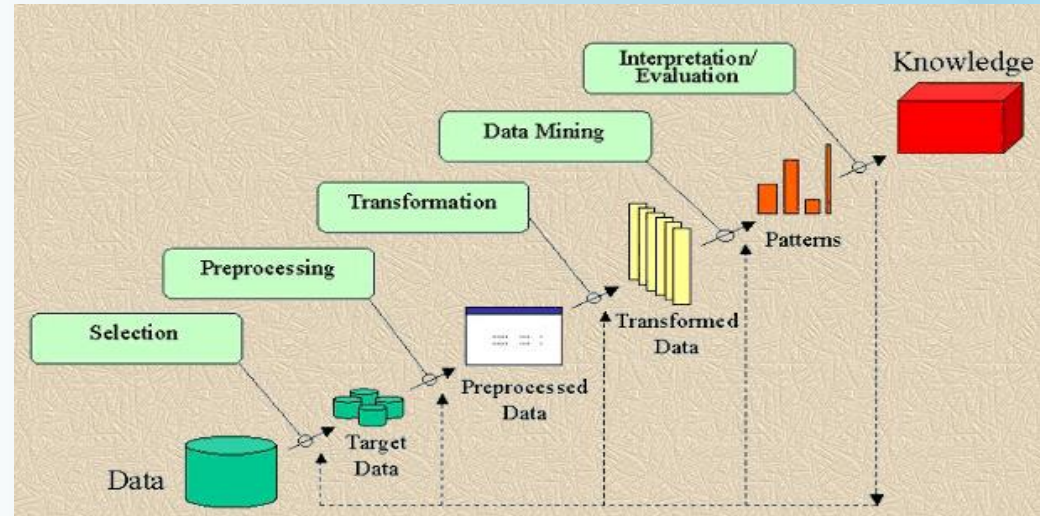 Interpretation/
Evaluation
Knowledge
Data Mining
Transformation
Patterns
Preprocessing
Transformed
Data
Selection
Preprocessed
Data
Target
Data
Data